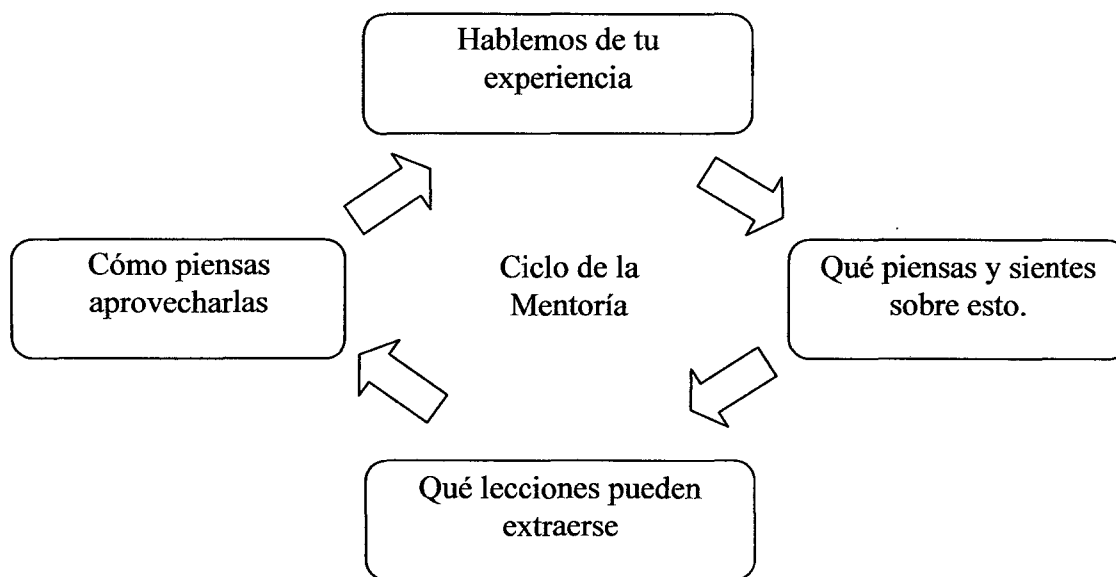 Hablemos de tu
experiencia
Cómo piensas
aprovecharlas
Ciclo de la
Mentoría
Qué piensas y sientes
sobre esto.
Qué lecciones pueden
extraerse